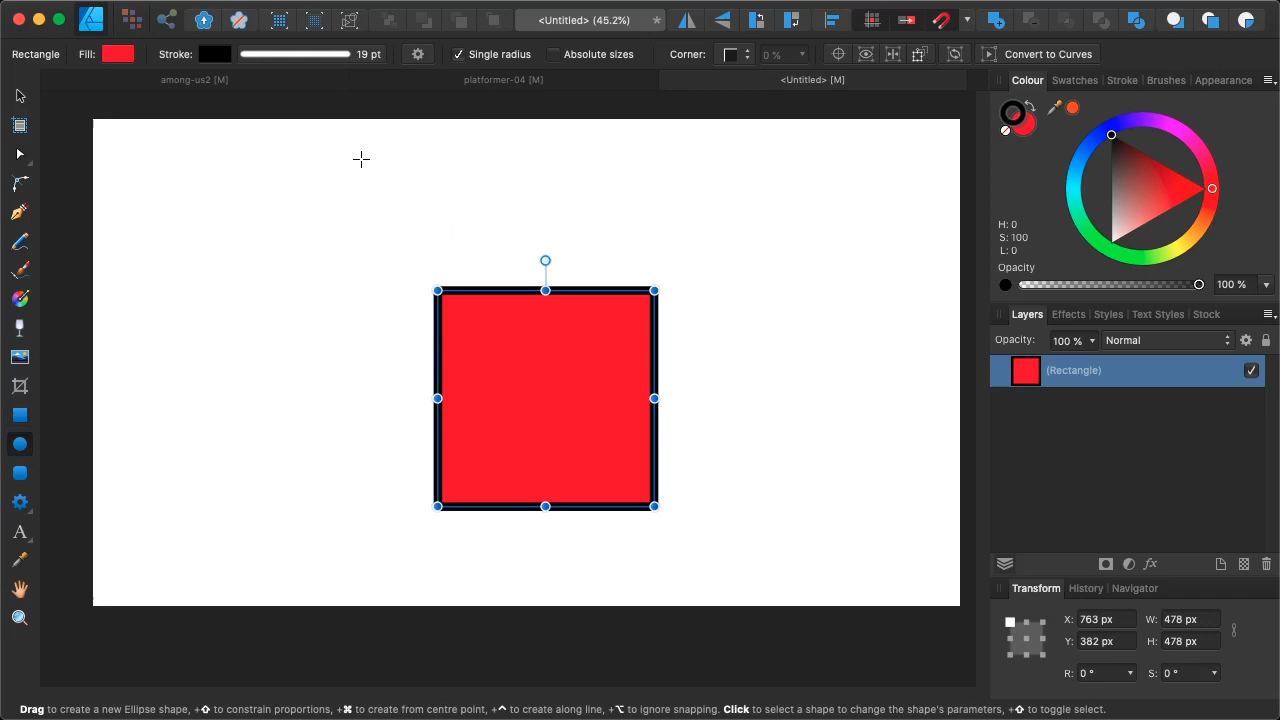 <Untitled> (45.2%)
Rectangle Fill: Stroke: 19 pt Single radius Absolute sizes Corner: 0 % Convert to Curves
among-us2 [M] platformer-04 [M] <Untitled> [M]
Colour Swatches Stroke Brushes Appearance
H: 0
S: 100
L: 0
Opacity
100 %
Layers Effects Styles Text Styles Stock
Opacity: 100 % Normal
(Rectangle)
fx
Transform History Navigator
X: 763 px W: 478 px
Y: 382 px H: 478 px
R: 0 ° S: 0 °
A
Drag to create a new Ellipse shape, +⇧ to constrain proportions, +⌘ to create from centre point, +^ to create along line, +⌥ to ignore snapping. Click to select a shape to change the shape's parameters, +⇧ to toggle select.